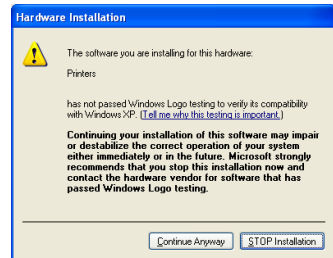 Hardware Installation
The software you are installing for this hardware:
Printers
has not passed Windows Logo testing to verify its compatibility
with Windows XP. (Tell me why this testing is important.)
Continuing your installation of this software may impair
or destabilize the correct operation of your system
either immediately or in the future. Microsoft strongly
recommends that you stop this installation now and
contact the hardware vendor for software that has
passed Windows Logo testing.
Continue Anyway
STOP Installation